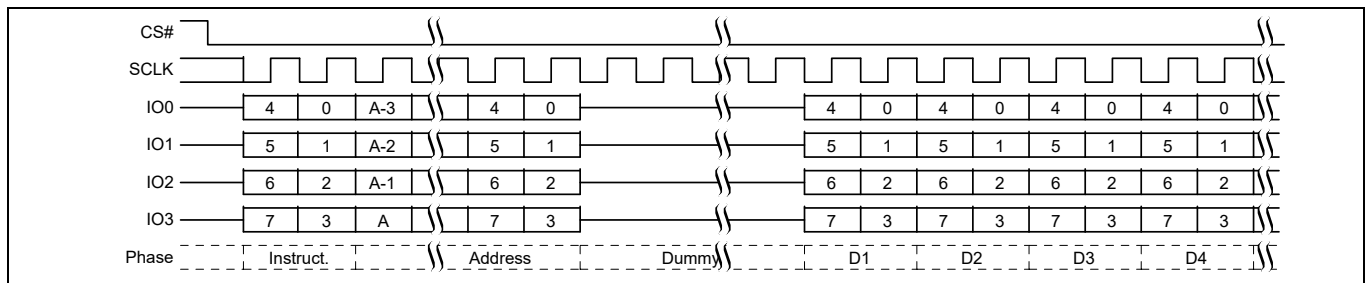 CS#
SCLK
IO0 4 0 A-3 4 0 4 0 4 0 4 0 4 0
IO1 5 1 A-2 5 1 5 1 5 1 5 1 5 1
IO2 6 2 A-1 6 2 6 2 6 2 6 2 6 2
IO3 7 3 A 7 3 7 3 7 3 7 3 7 3
Phase Instruct. Address Dummy D1 D2 D3 D4